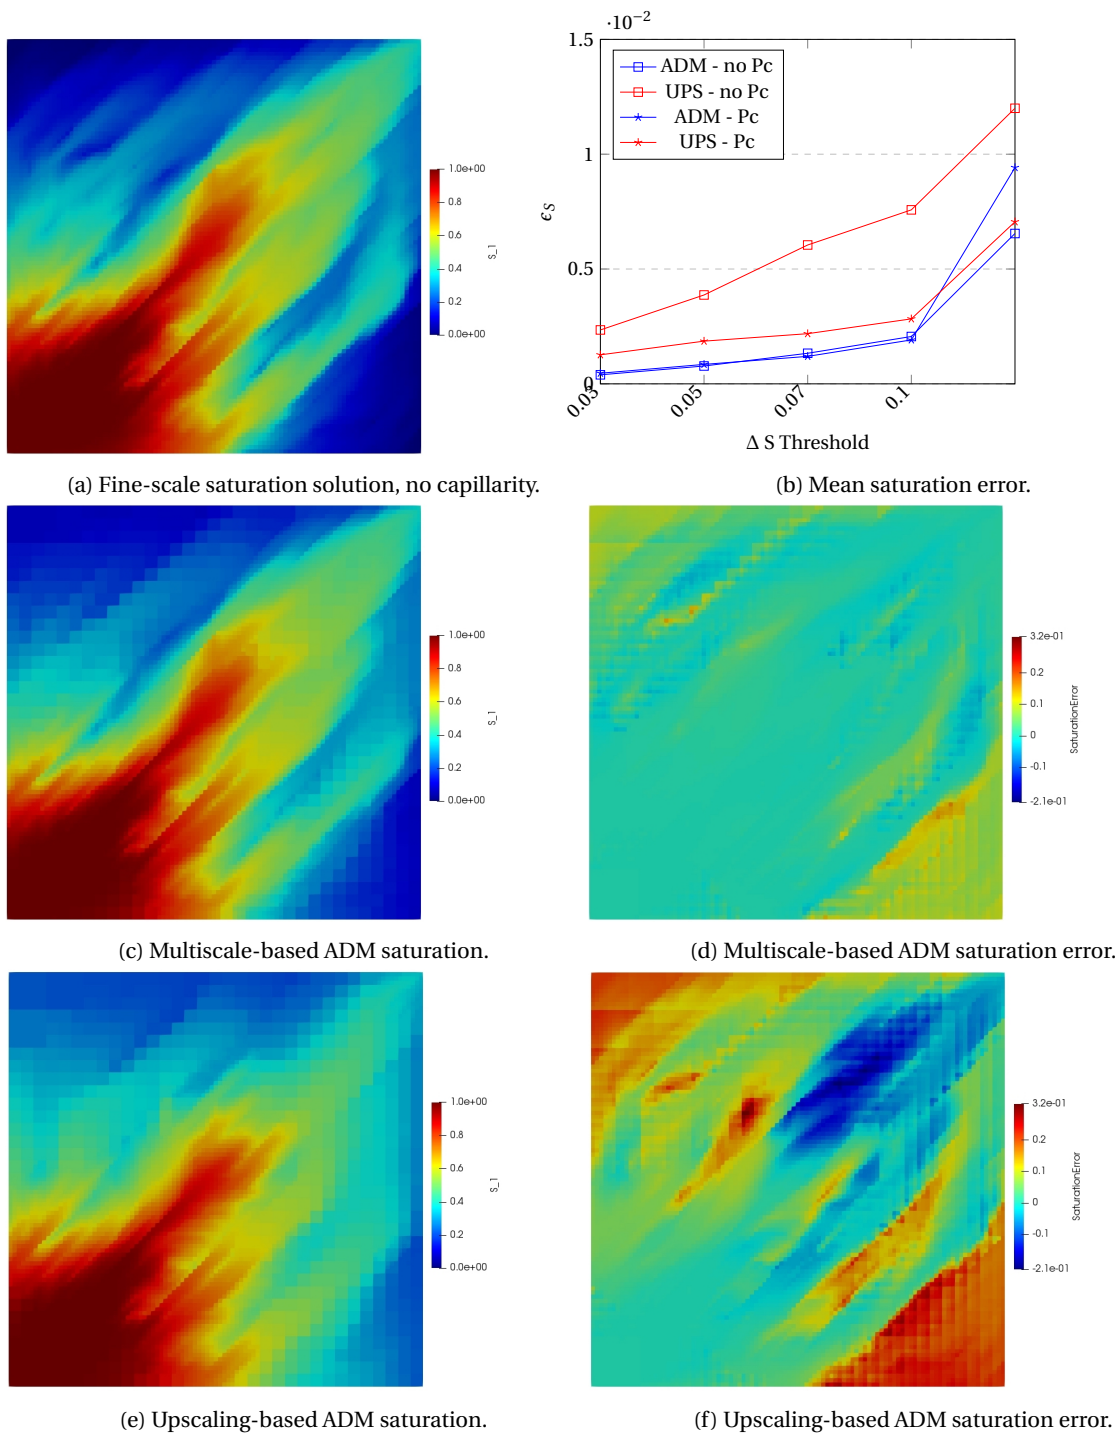 1.0e+00
0.8
0.6
0.4
0.2
0.0e+00
S_1
(a) Fine-scale saturation solution, no capillarity.
·10−2
1.5
1
0.5
0
ADM - no Pc
UPS - no Pc
ADM - Pc
UPS - Pc
ϵS
0.03
0.05
0.07
0.1
Δ S Threshold
(b) Mean saturation error.
1.0e+00
0.8
0.6
0.4
0.2
0.0e+00
S_1
(c) Multiscale-based ADM saturation.
3.2e-01
0.2
0.1
0
-0.1
-2.1e-01
SaturationError
(d) Multiscale-based ADM saturation error.
1.0e+00
0.8
0.6
0.4
0.2
0.0e+00
S_1
(e) Upscaling-based ADM saturation.
3.2e-01
0.2
0.1
0
-0.1
-2.1e-01
SaturationError
(f) Upscaling-based ADM saturation error.